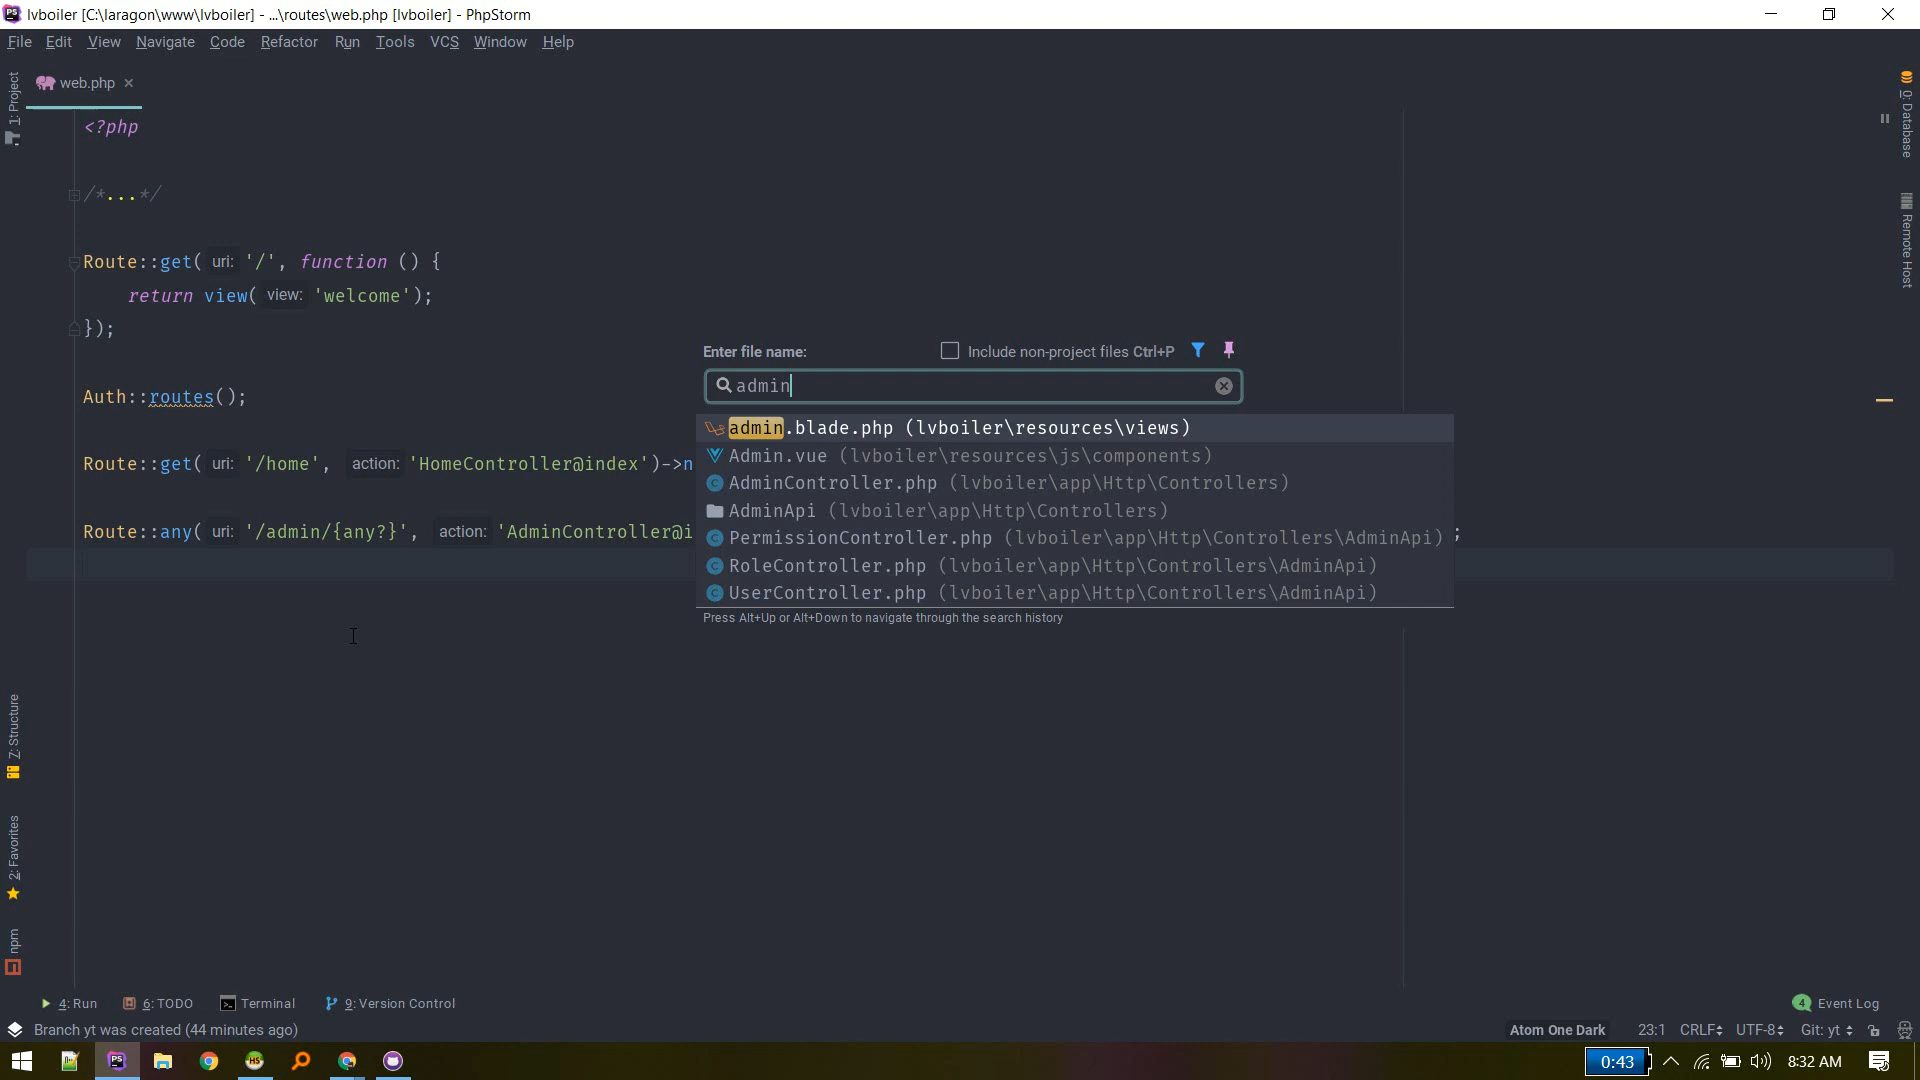 lvboiler [C:\laragon\www\lvboiler] - ...\routes\web.php [lvboiler] - PhpStorm
File Edit View Navigate Code Refactor Run Tools VCS Window Help
1: Project
web.php
<?php
/*...*/
Route::get( uri: '/', function () {
return view( view: 'welcome');
});
Auth::routes();
Route::get( uri: '/home', action: 'HomeController@index')->n
Route::any( uri: '/admin/{any?}', action: 'AdminController@i ;
Enter file name: Include non-project files Ctrl+P
admin
admin.blade.php (lvboiler\resources\views)
Admin.vue (lvboiler\resources\js\components)
AdminController.php (lvboiler\app\Http\Controllers)
AdminApi (lvboiler\app\Http\Controllers)
PermissionController.php (lvboiler\app\Http\Controllers\AdminApi)
RoleController.php (lvboiler\app\Http\Controllers\AdminApi)
UserController.php (lvboiler\app\Http\Controllers\AdminApi)
Press Alt+Up or Alt+Down to navigate through the search history
0: Database
Remote Host
7: Structure
2: Favorites
npm
4: Run 6: TODO Terminal 9: Version Control 4 Event Log
Branch yt was created (44 minutes ago) Atom One Dark 23:1 CRLF UTF-8 Git: yt
PS HS 0:43 8:32 AM